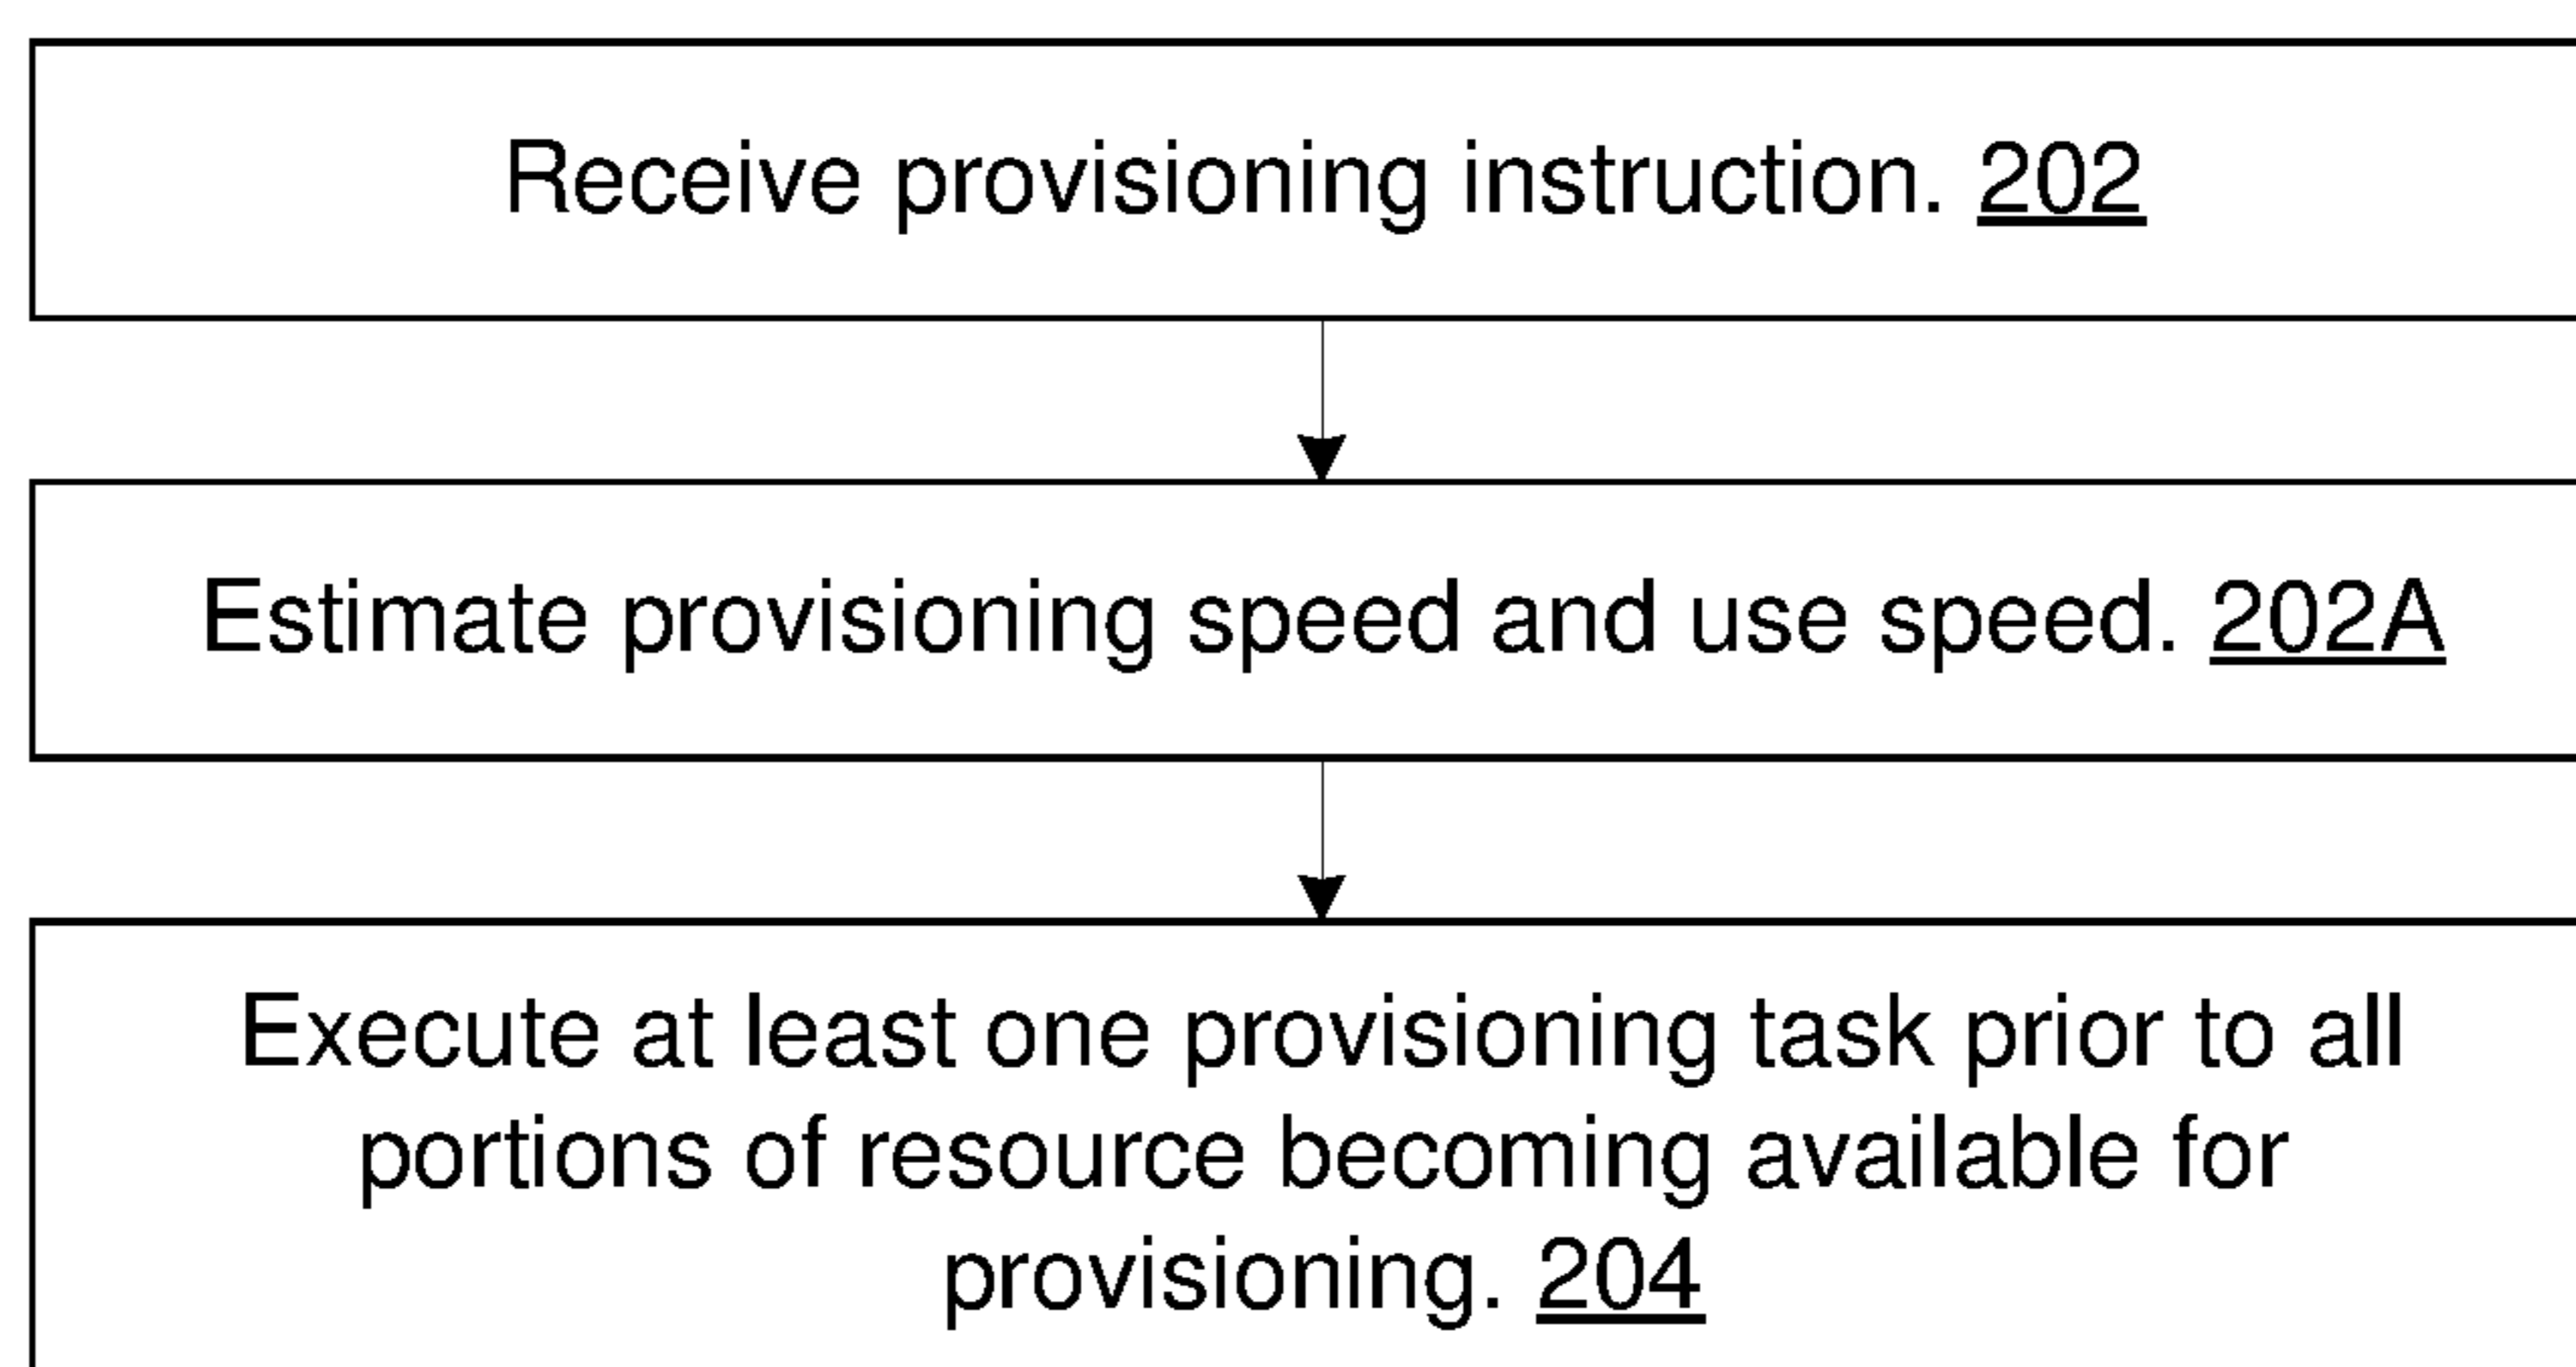 Receive provisioning instruction. 202
Estimate provisioning speed and use speed. 202A
Execute at least one provisioning task prior to all
portions of resource becoming available for
provisioning. 204